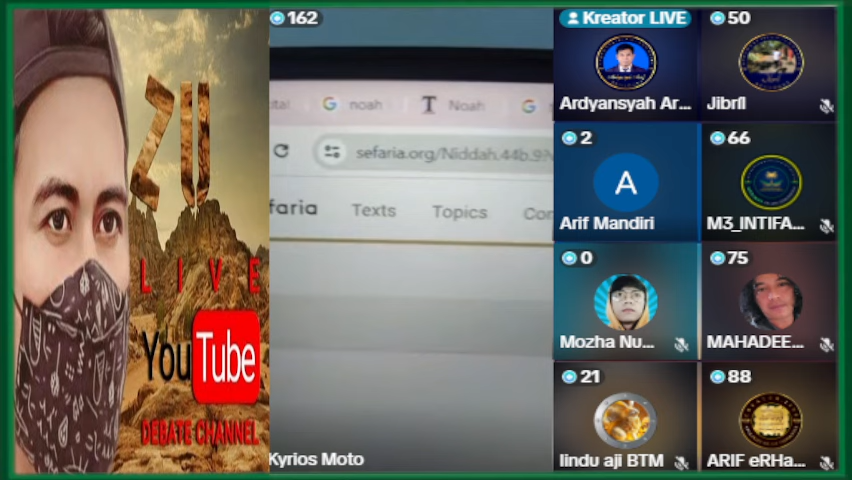 ZU
LIVE
YouTube
DEBATE CHANNEL
162
noah
Noah
sefaria.org/Niddah.44b.9?
faria
Texts
Topics
Kyrios Moto
Kreator LIVE
Ardyansyah Ar...
50
Jibril
2
A
Arif Mandiri
66
M3_INTIFA...
0
Mozha Nu...
75
MAHADEE...
21
lindu aji BTM
88
ARIF eRHa...